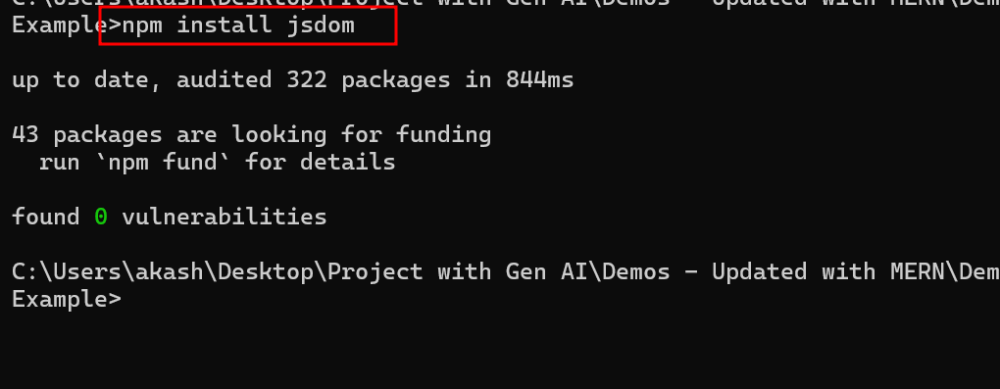 C:\Users\akash\Desktop\Project with Gen AI\Demos - Updated with MERN\Dem
Example>npm install jsdom
up to date, audited 322 packages in 844ms
43 packages are looking for funding
run `npm fund` for details
found 0 vulnerabilities
C:\Users\akash\Desktop\Project with Gen AI\Demos - Updated with MERN\Dem
Example>